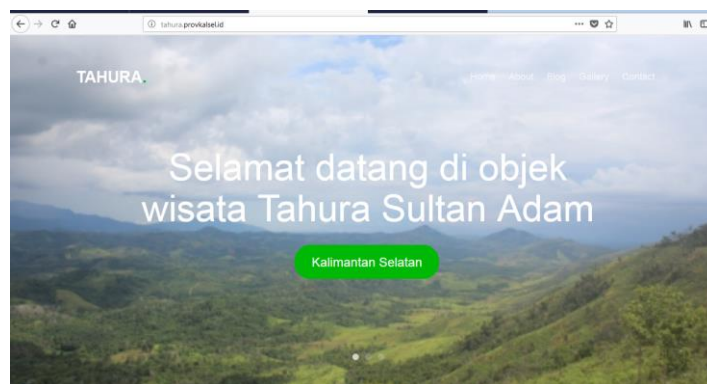 tahura.provkalsel.id
TAHURA.
Home About Blog Gallery Contact
Selamat datang di objek
wisata Tahura Sultan Adam
Kalimantan Selatan